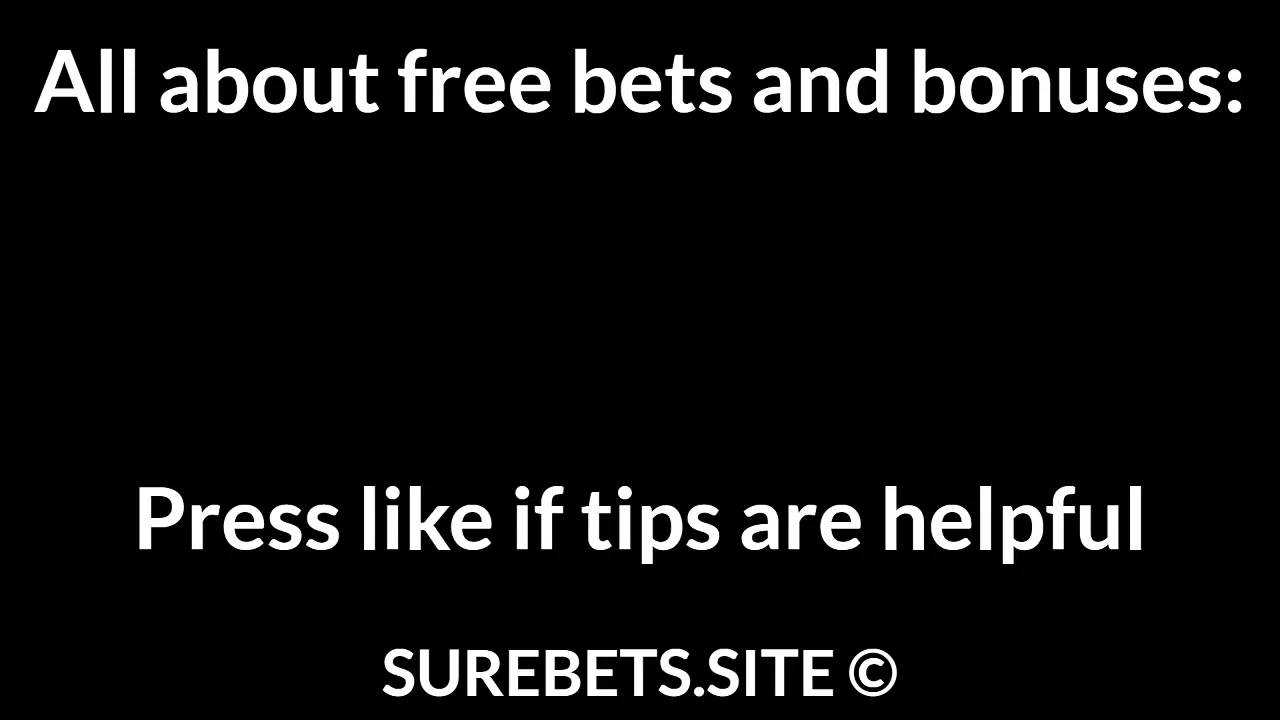 All about free bets and bonuses:
Press like if tips are helpful
SUREBETS.SITE ©